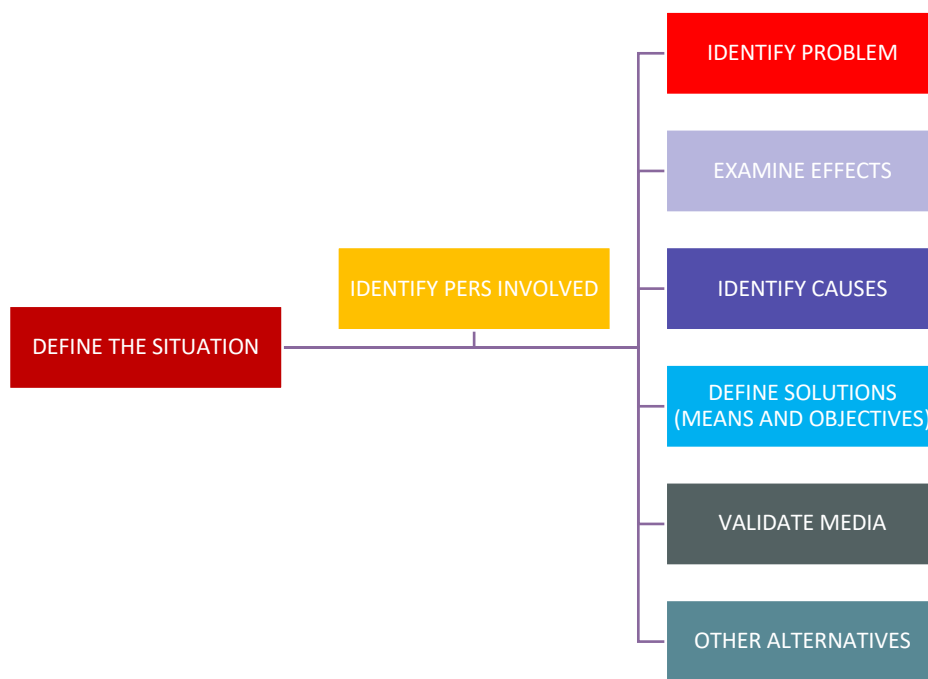 DEFINE THE SITUATION
IDENTIFY PERS INVOLVED
IDENTIFY PROBLEM
EXAMINE EFFECTS
IDENTIFY CAUSES
DEFINE SOLUTIONS
(MEANS AND OBJECTIVES)
VALIDATE MEDIA
OTHER ALTERNATIVES